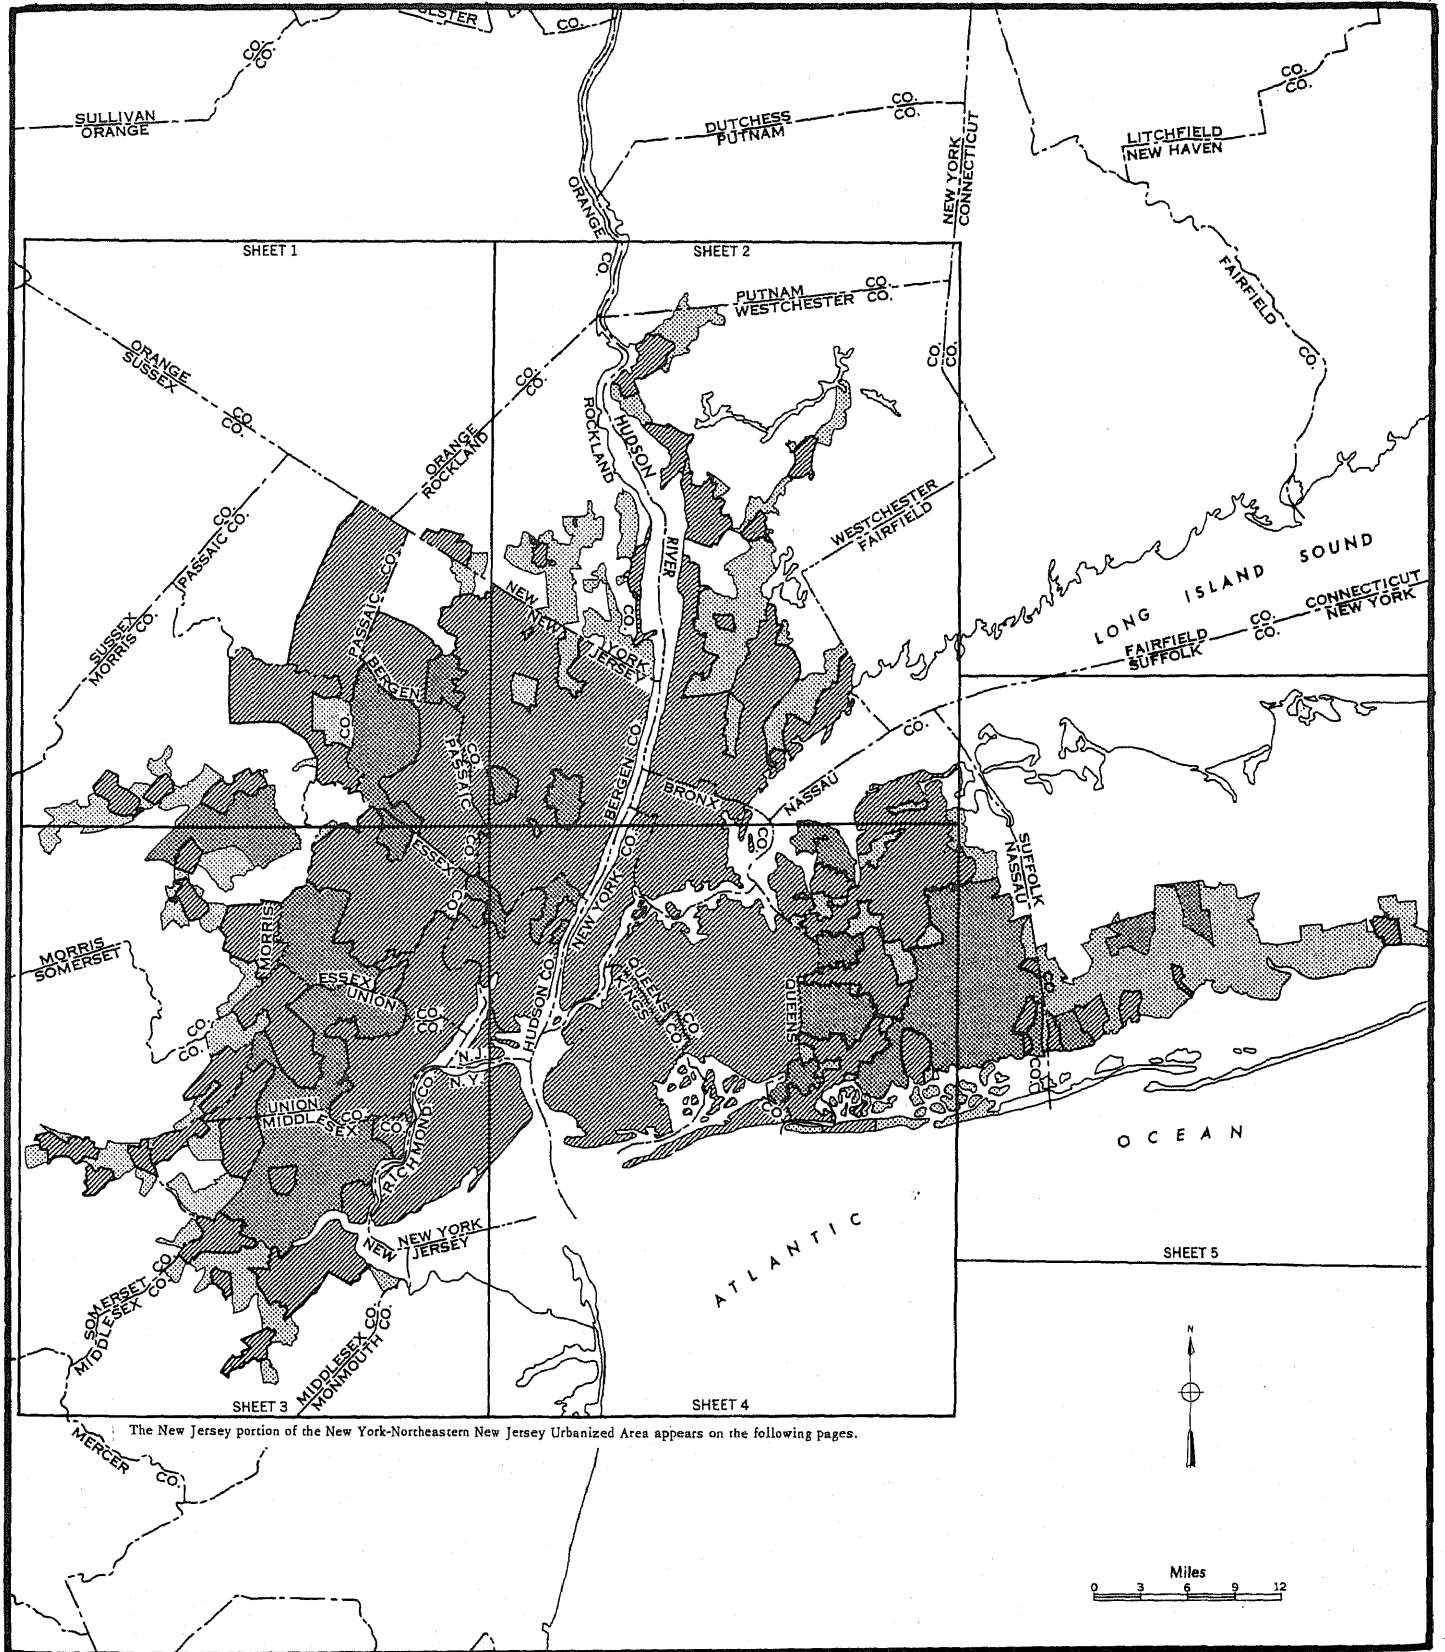 ULSTER
CO.
CO.
CO.
SULLIVAN
ORANGE
DUTCHESS
PUTNAM
CO.
CO.
NEW YORK
CONNECTICUT
CO.
CO.
LITCHFIELD
NEW HAVEN
ORANGE
CO.
SHEET 1
SHEET 2
PUTNAM
WESTCHESTER
CO.
CO.
FAIRFIELD
CO.
ORANGE
SUSSEX
CO.
CO.
CO.
CO.
CO.
CO.
ORANGE
ROCKLAND
ROCKLAND
CO.
HUDSON
RIVER
WESTCHESTER
FAIRFIELD
CO.
PASSAIC CO.
SUSSEX
MORRIS CO.
PASSAIC CO.
BERGEN
CO.
NEW YORK
NEW JERSEY
LONG ISLAND SOUND
FAIRFIELD
SUFFOLK
CO.
CO.
CONNECTICUT
NEW YORK
CO.
PASSAIC
CO.
BERGEN CO.
BRONX
CO.
NASSAU
CO.
ESSEX
CO.
CO.
NEW YORK
CO.
SUFFOLK
NASSAU
CO.
CO.
MORRIS
SOMERSET
CO.
CO.
MORRIS
ESSEX
UNION
CO.
CO.
HUDSON CO.
QUEENS
KINGS
CO.
CO.
QUEENS
CO.
N.J.
N.Y.
UNION
MIDDLESEX
CO.
CO.
RICHMOND CO.
OCEAN
ATLANTIC
NEW YORK
NEW JERSEY
SHEET 5
SOMERSET CO.
MIDDLESEX CO.
MIDDLESEX CO.
MONMOUTH CO.
N
SHEET 3
SHEET 4
The New Jersey portion of the New York-Northeastern New Jersey Urbanized Area appears on the following pages.
MERCER
CO.
Miles
0 3 6 9 12